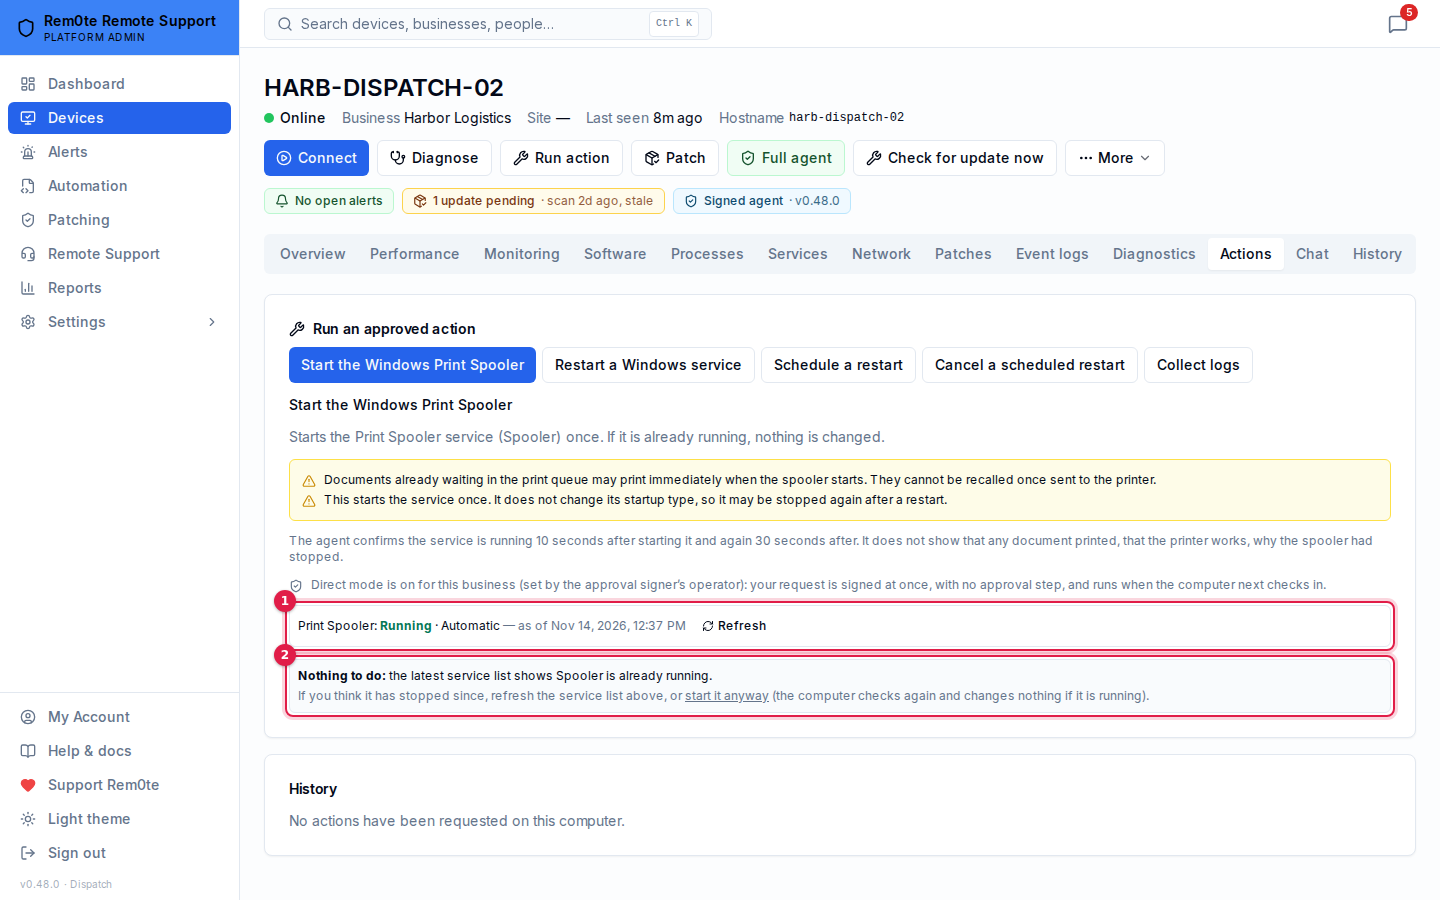 Rem0te Remote Support
PLATFORM ADMIN
Search devices, businesses, people…
Ctrl K
5
Dashboard
Devices
Alerts
Automation
Patching
Remote Support
Reports
Settings
HARB-DISPATCH-02
Online Business Harbor Logistics Site — Last seen 8m ago Hostname harb-dispatch-02
Connect Diagnose Run action Patch Full agent Check for update now More
No open alerts 1 update pending · scan 2d ago, stale Signed agent · v0.48.0
Overview Performance Monitoring Software Processes Services Network Patches Event logs Diagnostics Actions Chat History
Run an approved action
Start the Windows Print Spooler Restart a Windows service Schedule a restart Cancel a scheduled restart Collect logs
Start the Windows Print Spooler
Starts the Print Spooler service (Spooler) once. If it is already running, nothing is changed.
Documents already waiting in the print queue may print immediately when the spooler starts. They cannot be recalled once sent to the printer.
This starts the service once. It does not change its startup type, so it may be stopped again after a restart.
The agent confirms the service is running 10 seconds after starting it and again 30 seconds after. It does not show that any document printed, that the printer works, why the spooler had
stopped.
Direct mode is on for this business (set by the approval signer's operator): your request is signed at once, with no approval step, and runs when the computer next checks in.
1
Print Spooler: Running · Automatic — as of Nov 14, 2026, 12:37 PM Refresh
2
Nothing to do: the latest service list shows Spooler is already running.
If you think it has stopped since, refresh the service list above, or start it anyway (the computer checks again and changes nothing if it is running).
History
No actions have been requested on this computer.
My Account
Help & docs
Support Rem0te
Light theme
Sign out
v0.48.0 · Dispatch